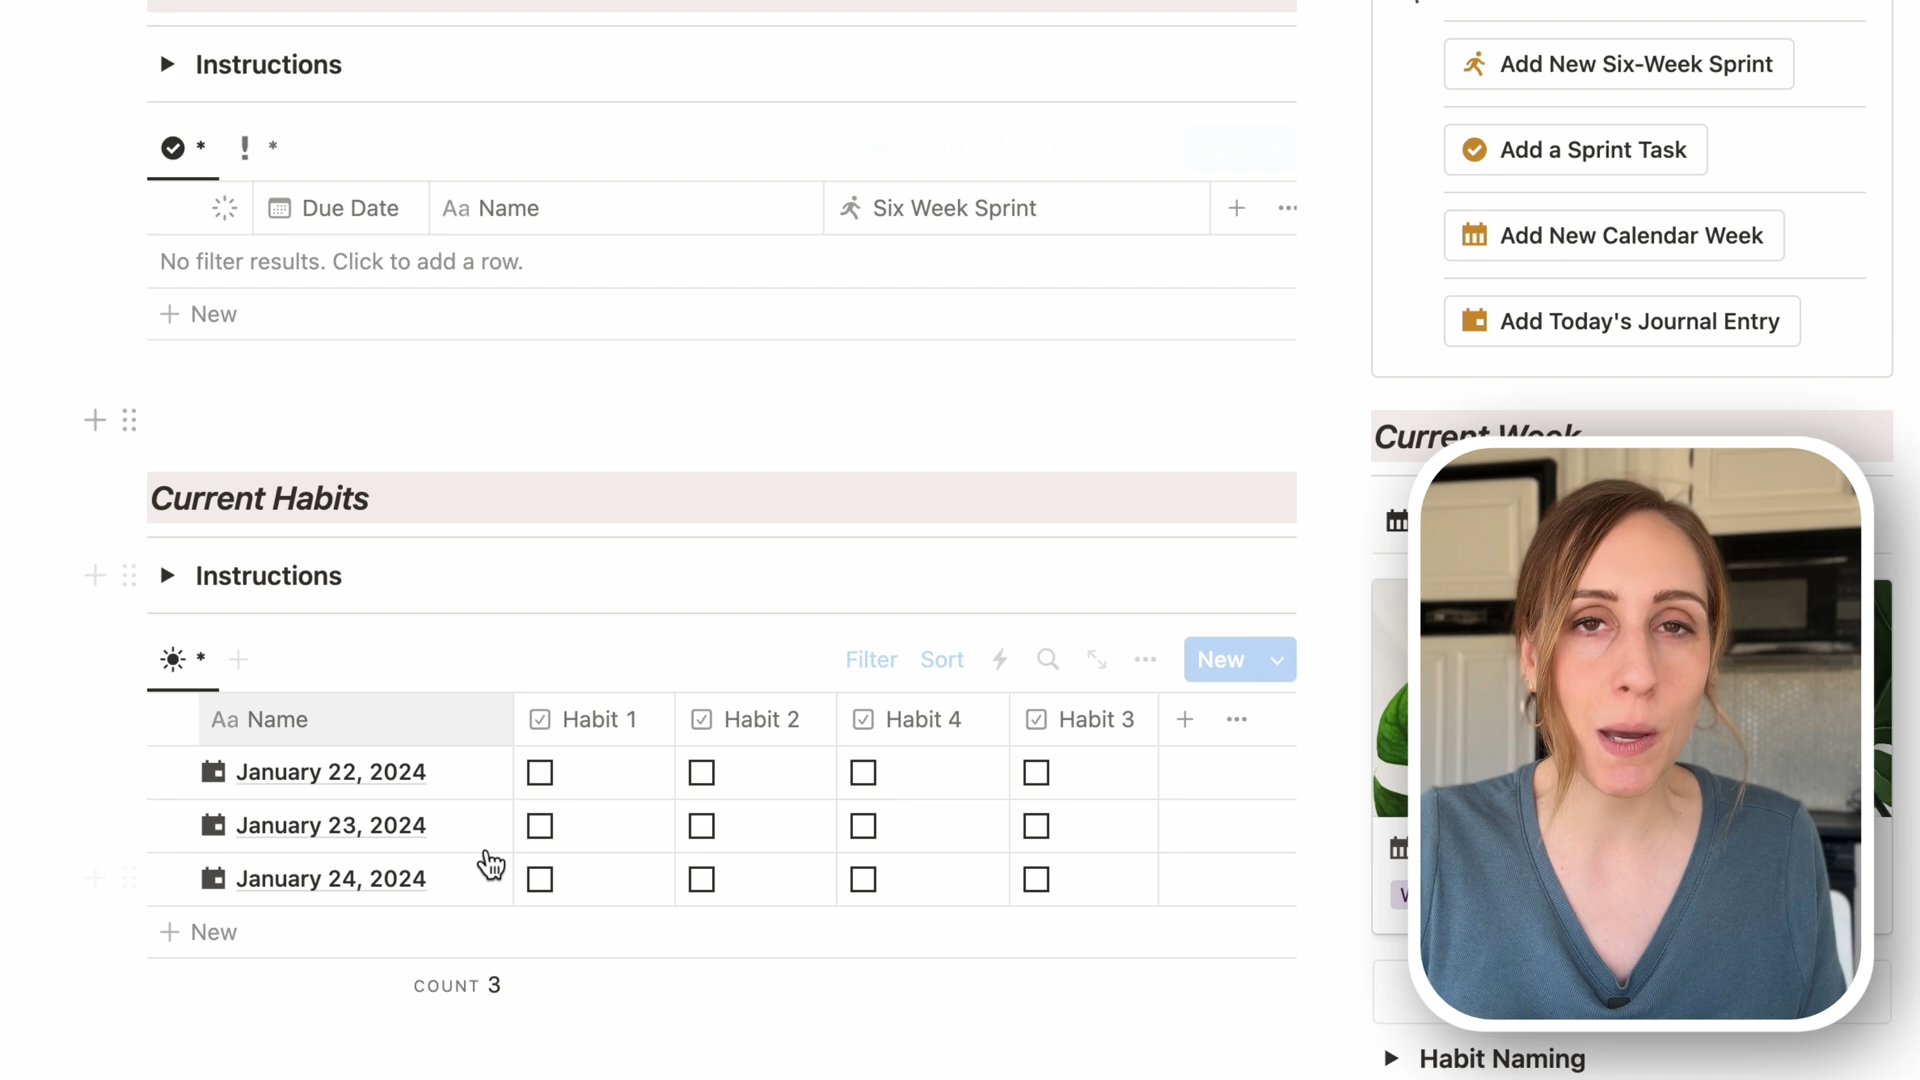 Instructions
*
*
Due Date
Aa Name
Six Week Sprint
No filter results. Click to add a row.
New
Current Habits
Instructions
*
Filter
Sort
New
Aa Name
Habit 1
Habit 2
Habit 4
Habit 3
January 22, 2024
January 23, 2024
January 24, 2024
New
COUNT 3
Add New Six-Week Sprint
Add a Sprint Task
Add New Calendar Week
Add Today's Journal Entry
Current Week
Habit Naming